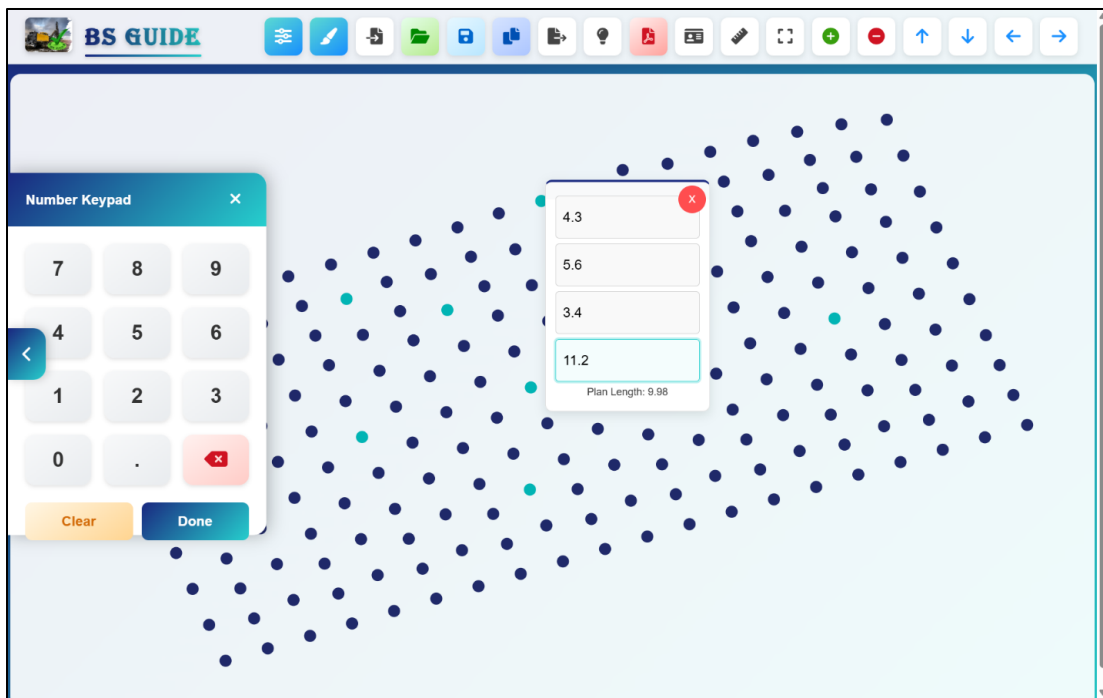 BS GUIDE
Number Keypad ×
7 8 9
4 5 6
1 2 3
0 .
Clear Done
X
4.3
5.6
3.4
11.2
Plan Length: 9.98